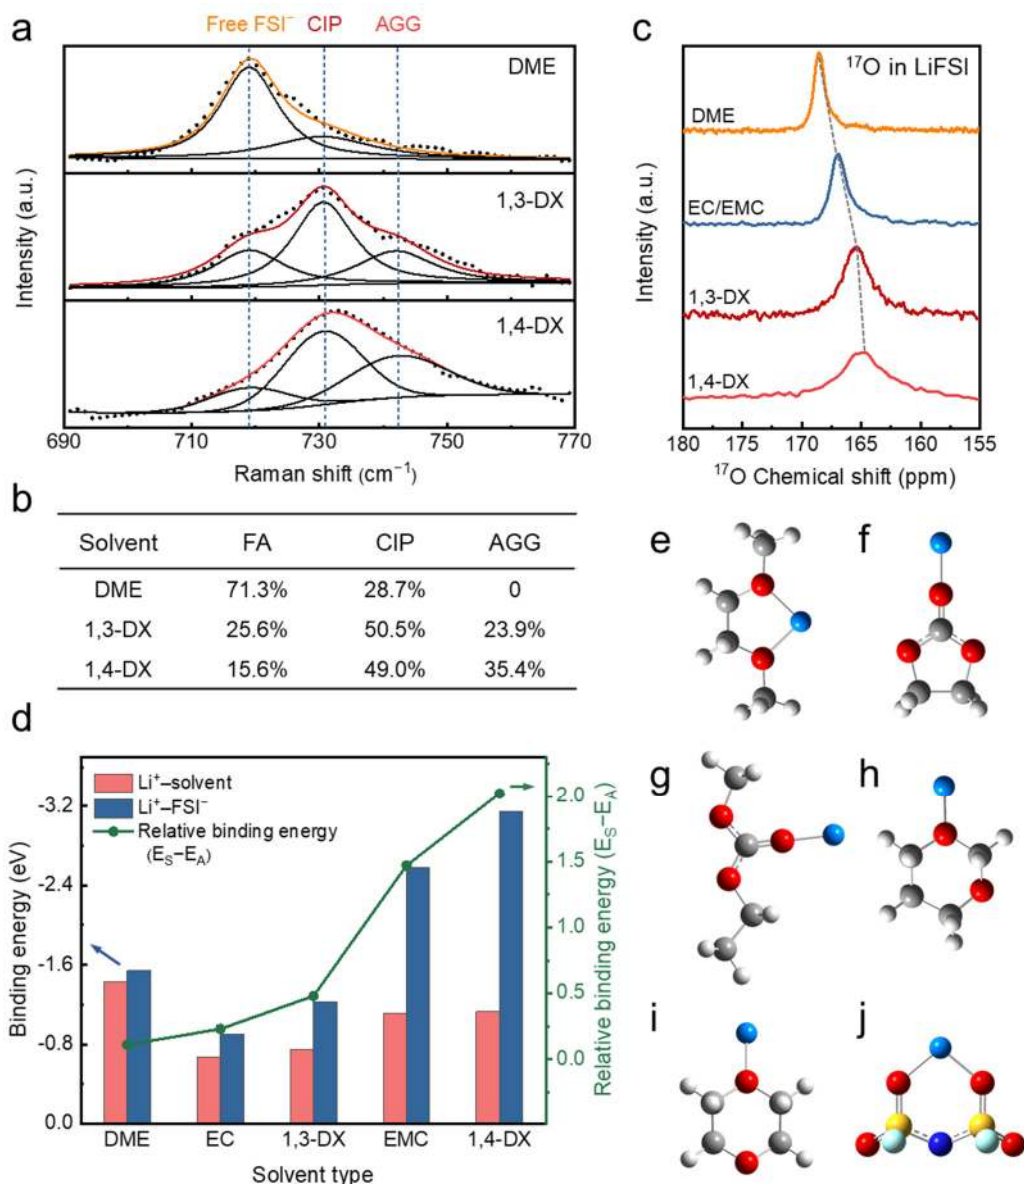 a
Free FSI⁻ CIP AGG
DME
1,3-DX
1,4-DX
Intensity (a.u.)
690 710 730 750 770
Raman shift (cm⁻¹)
b
Solvent FA CIP AGG
DME 71.3% 28.7% 0
1,3-DX 25.6% 50.5% 23.9%
1,4-DX 15.6% 49.0% 35.4%
c
¹⁷O in LiFSI
DME
EC/EMC
1,3-DX
1,4-DX
Intensity (a.u.)
180 175 170 165 160 155
¹⁷O Chemical shift (ppm)
d
Li⁺–solvent
Li⁺–FSI⁻
Relative binding energy
(E_S–E_A)
Binding energy (eV)
-3.2
-2.4
-1.6
-0.8
0.0
2.0
1.5
1.0
0.5
0.0
Relative binding energy (E_S–E_A)
DME EC 1,3-DX EMC 1,4-DX
Solvent type
e
f
g
h
i
j